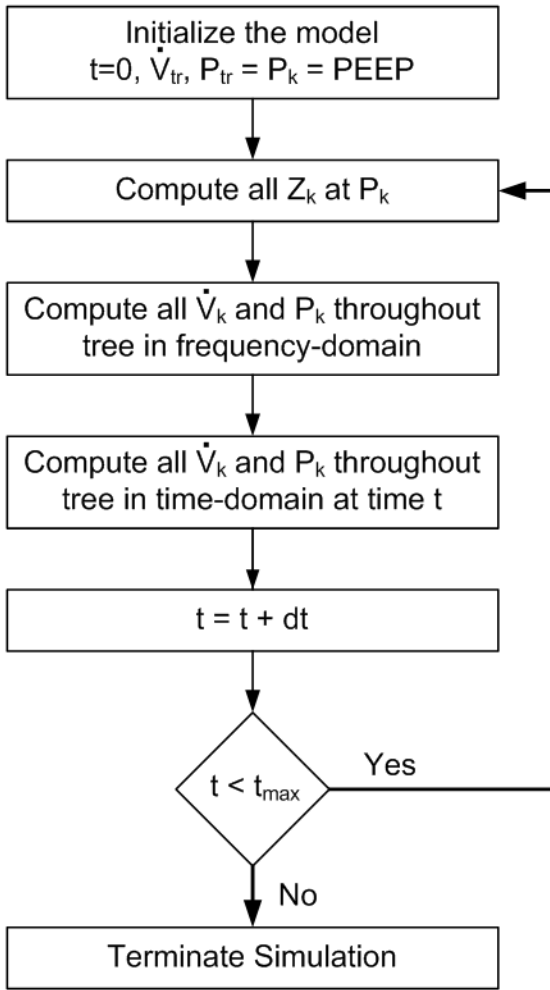 Initialize the model
t=0, V̇tr, Ptr = Pk = PEEP
Compute all Zk at Pk
Compute all V̇k and Pk throughout
tree in frequency-domain
Compute all V̇k and Pk throughout
tree in time-domain at time t
t = t + dt
t < tmax
Yes
No
Terminate Simulation